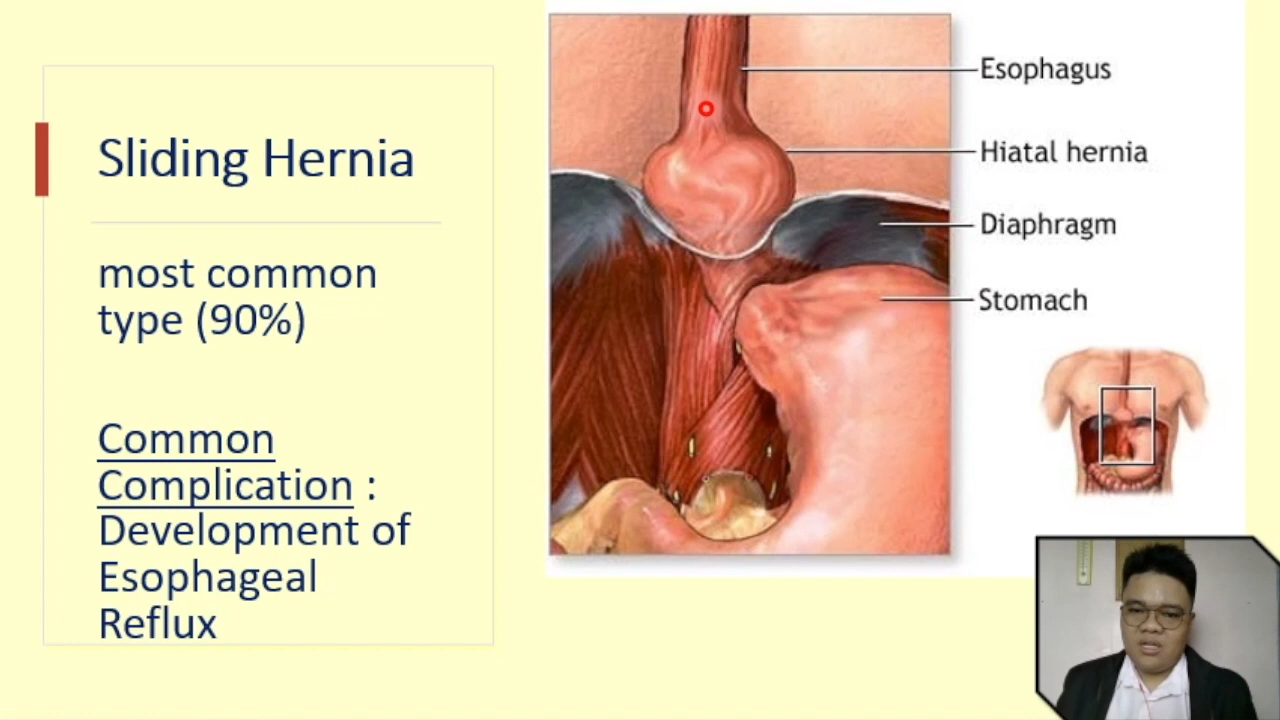 Sliding Hernia
most common
type (90%)
Common
Complication :
Development of
Esophageal
Reflux
Esophagus
Hiatal hernia
Diaphragm
Stomach